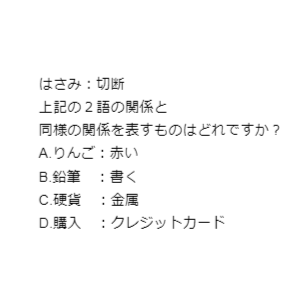 はさみ：切断
上記の２語の関係と
同様の関係を表すものはどれですか？
A.りんご：赤い
B.鉛筆　：書く
C.硬貨　：金属
D.購入　：クレジットカード